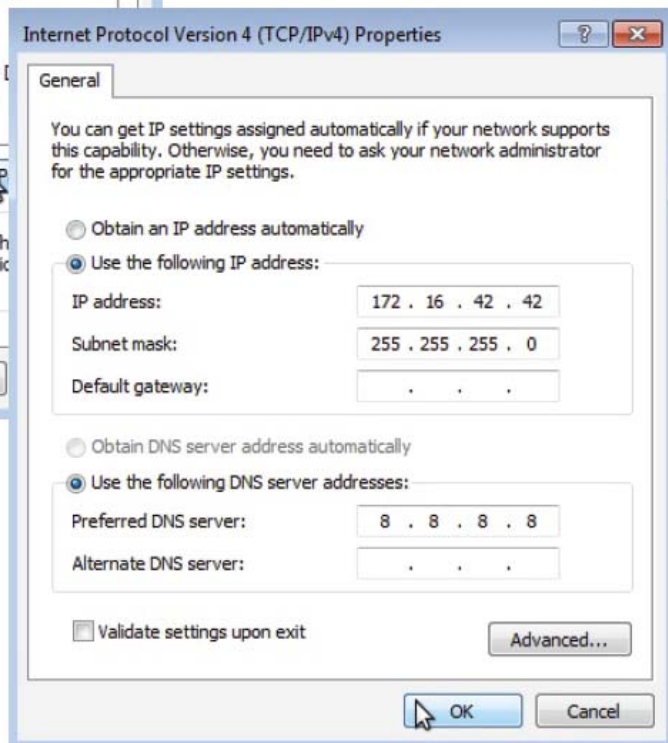 Internet Protocol Version 4 (TCP/IPv4) Properties
General
You can get IP settings assigned automatically if your network supports
this capability. Otherwise, you need to ask your network administrator
for the appropriate IP settings.
Obtain an IP address automatically
Use the following IP address:
IP address: 172 . 16 . 42 . 42
Subnet mask: 255 . 255 . 255 . 0
Default gateway: . . .
Obtain DNS server address automatically
Use the following DNS server addresses:
Preferred DNS server: 8 . 8 . 8 . 8
Alternate DNS server: . . .
Validate settings upon exit
Advanced...
OK Cancel